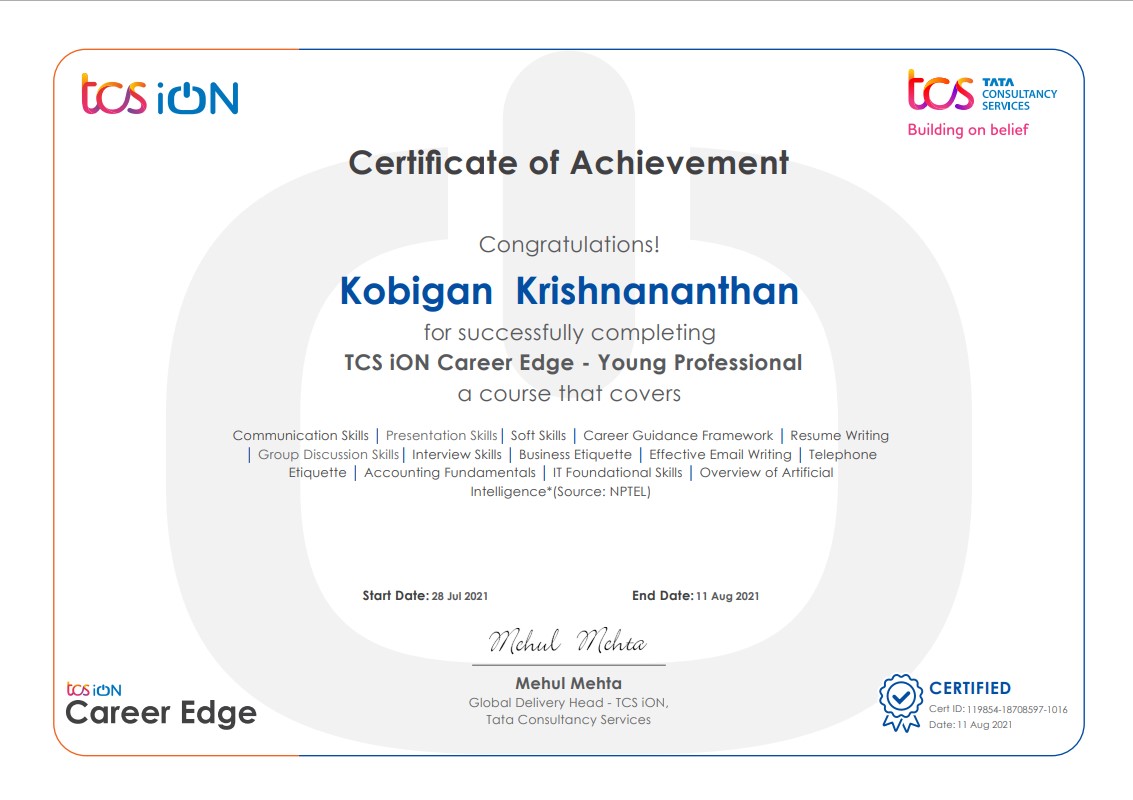 tcs iON
tcs TATA
CONSULTANCY
SERVICES
Building on belief
Certificate of Achievement
Congratulations!
Kobigan Krishnananthan
for successfully completing
TCS iON Career Edge - Young Professional
a course that covers
Communication Skills | Presentation Skills | Soft Skills | Career Guidance Framework | Resume Writing
| Group Discussion Skills | Interview Skills | Business Etiquette | Effective Email Writing | Telephone
Etiquette | Accounting Fundamentals | IT Foundational Skills | Overview of Artificial
Intelligence*(Source: NPTEL)
Start Date: 28 Jul 2021 End Date: 11 Aug 2021
Mehul Mehta
Mehul Mehta
Global Delivery Head - TCS iON,
Tata Consultancy Services
tcs iON
Career Edge
CERTIFIED
Cert ID: 119854-18708597-1016
Date: 11 Aug 2021